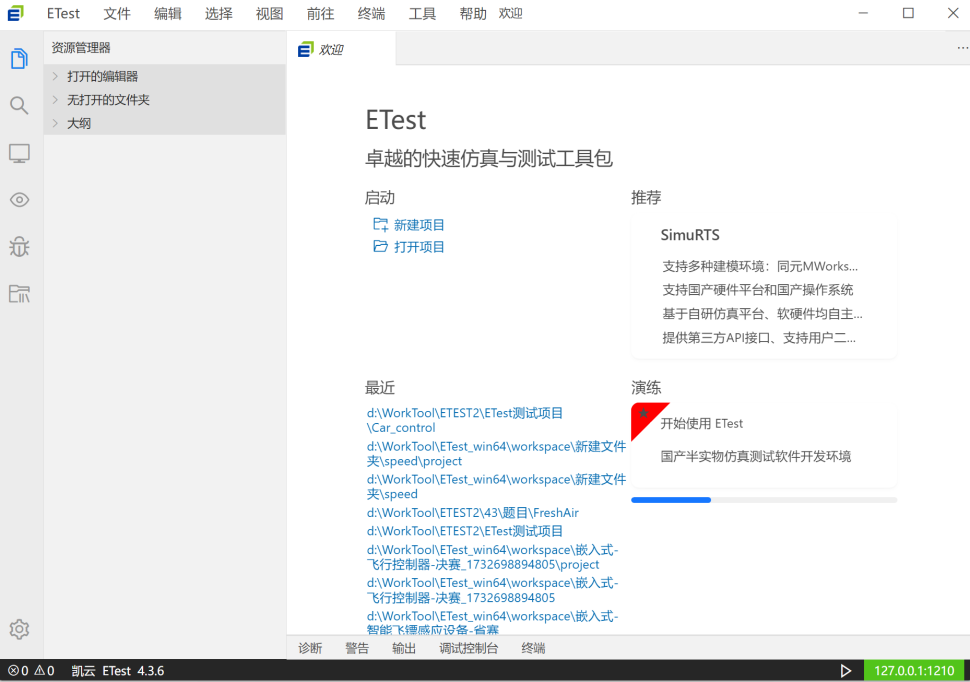 ETest 文件 编辑 选择 视图 前往 终端 工具 帮助 欢迎
资源管理器
打开的编辑器
无打开的文件夹
大纲
欢迎
ETest
卓越的快速仿真与测试工具包
启动
新建项目
打开项目
推荐
SimuRTS
支持多种建模环境：同元MWorks...
支持国产硬件平台和国产操作系统
基于自研仿真平台、软硬件均自主...
提供第三方API接口、支持用户二...
最近
d:\WorkTool\ETEST2\ETest测试项目
\Car_control
d:\WorkTool\ETest_win64\workspace\新建文件
夹\speed\project
d:\WorkTool\ETest_win64\workspace\新建文件
夹\speed
d:\WorkTool\ETEST2\43\题目\FreshAir
d:\WorkTool\ETEST2\ETest测试项目
d:\WorkTool\ETest_win64\workspace\嵌入式-
飞行控制器-决赛_1732698894805\project
d:\WorkTool\ETest_win64\workspace\嵌入式-
飞行控制器-决赛_1732698894805
d:\WorkTool\ETest_win64\workspace\嵌入式-
智能飞镖感应设备-省赛
演练
开始使用 ETest
国产半实物仿真测试软件开发环境
诊断 警告 输出 调试控制台 终端
0 0 凯云 ETest 4.3.6
127.0.0.1:1210